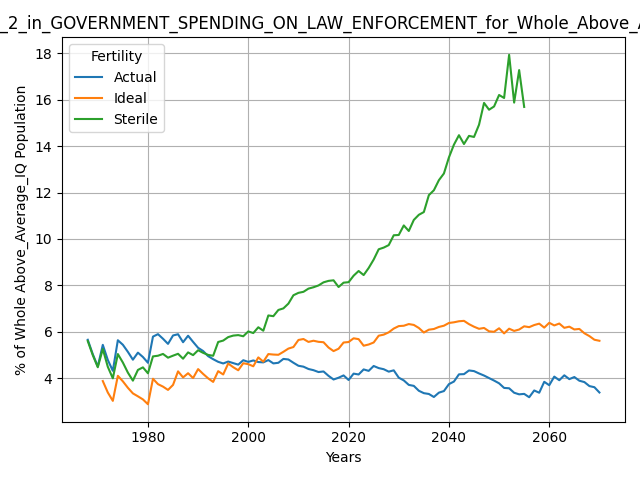 _2_in_GOVERNMENT_SPENDING_ON_LAW_ENFORCEMENT_for_Whole_Above_
Fertility
Actual
Ideal
Sterile
% of Whole Above_Average_IQ Population
18
16
14
12
10
8
6
4
1980
2000
2020
2040
2060
Years